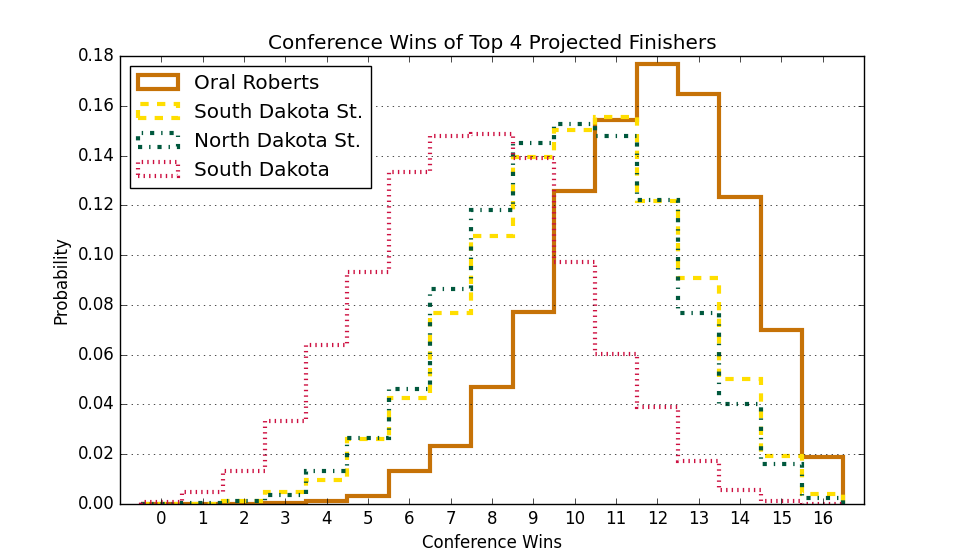 Conference Wins of Top 4 Projected Finishers
0.18
0.16
0.14
0.12
0.10
0.08
0.06
0.04
0.02
0.00
Probability
Oral Roberts
South Dakota St.
North Dakota St.
South Dakota
0 1 2 3 4 5 6 7 8 9 10 11 12 13 14 15 16
Conference Wins